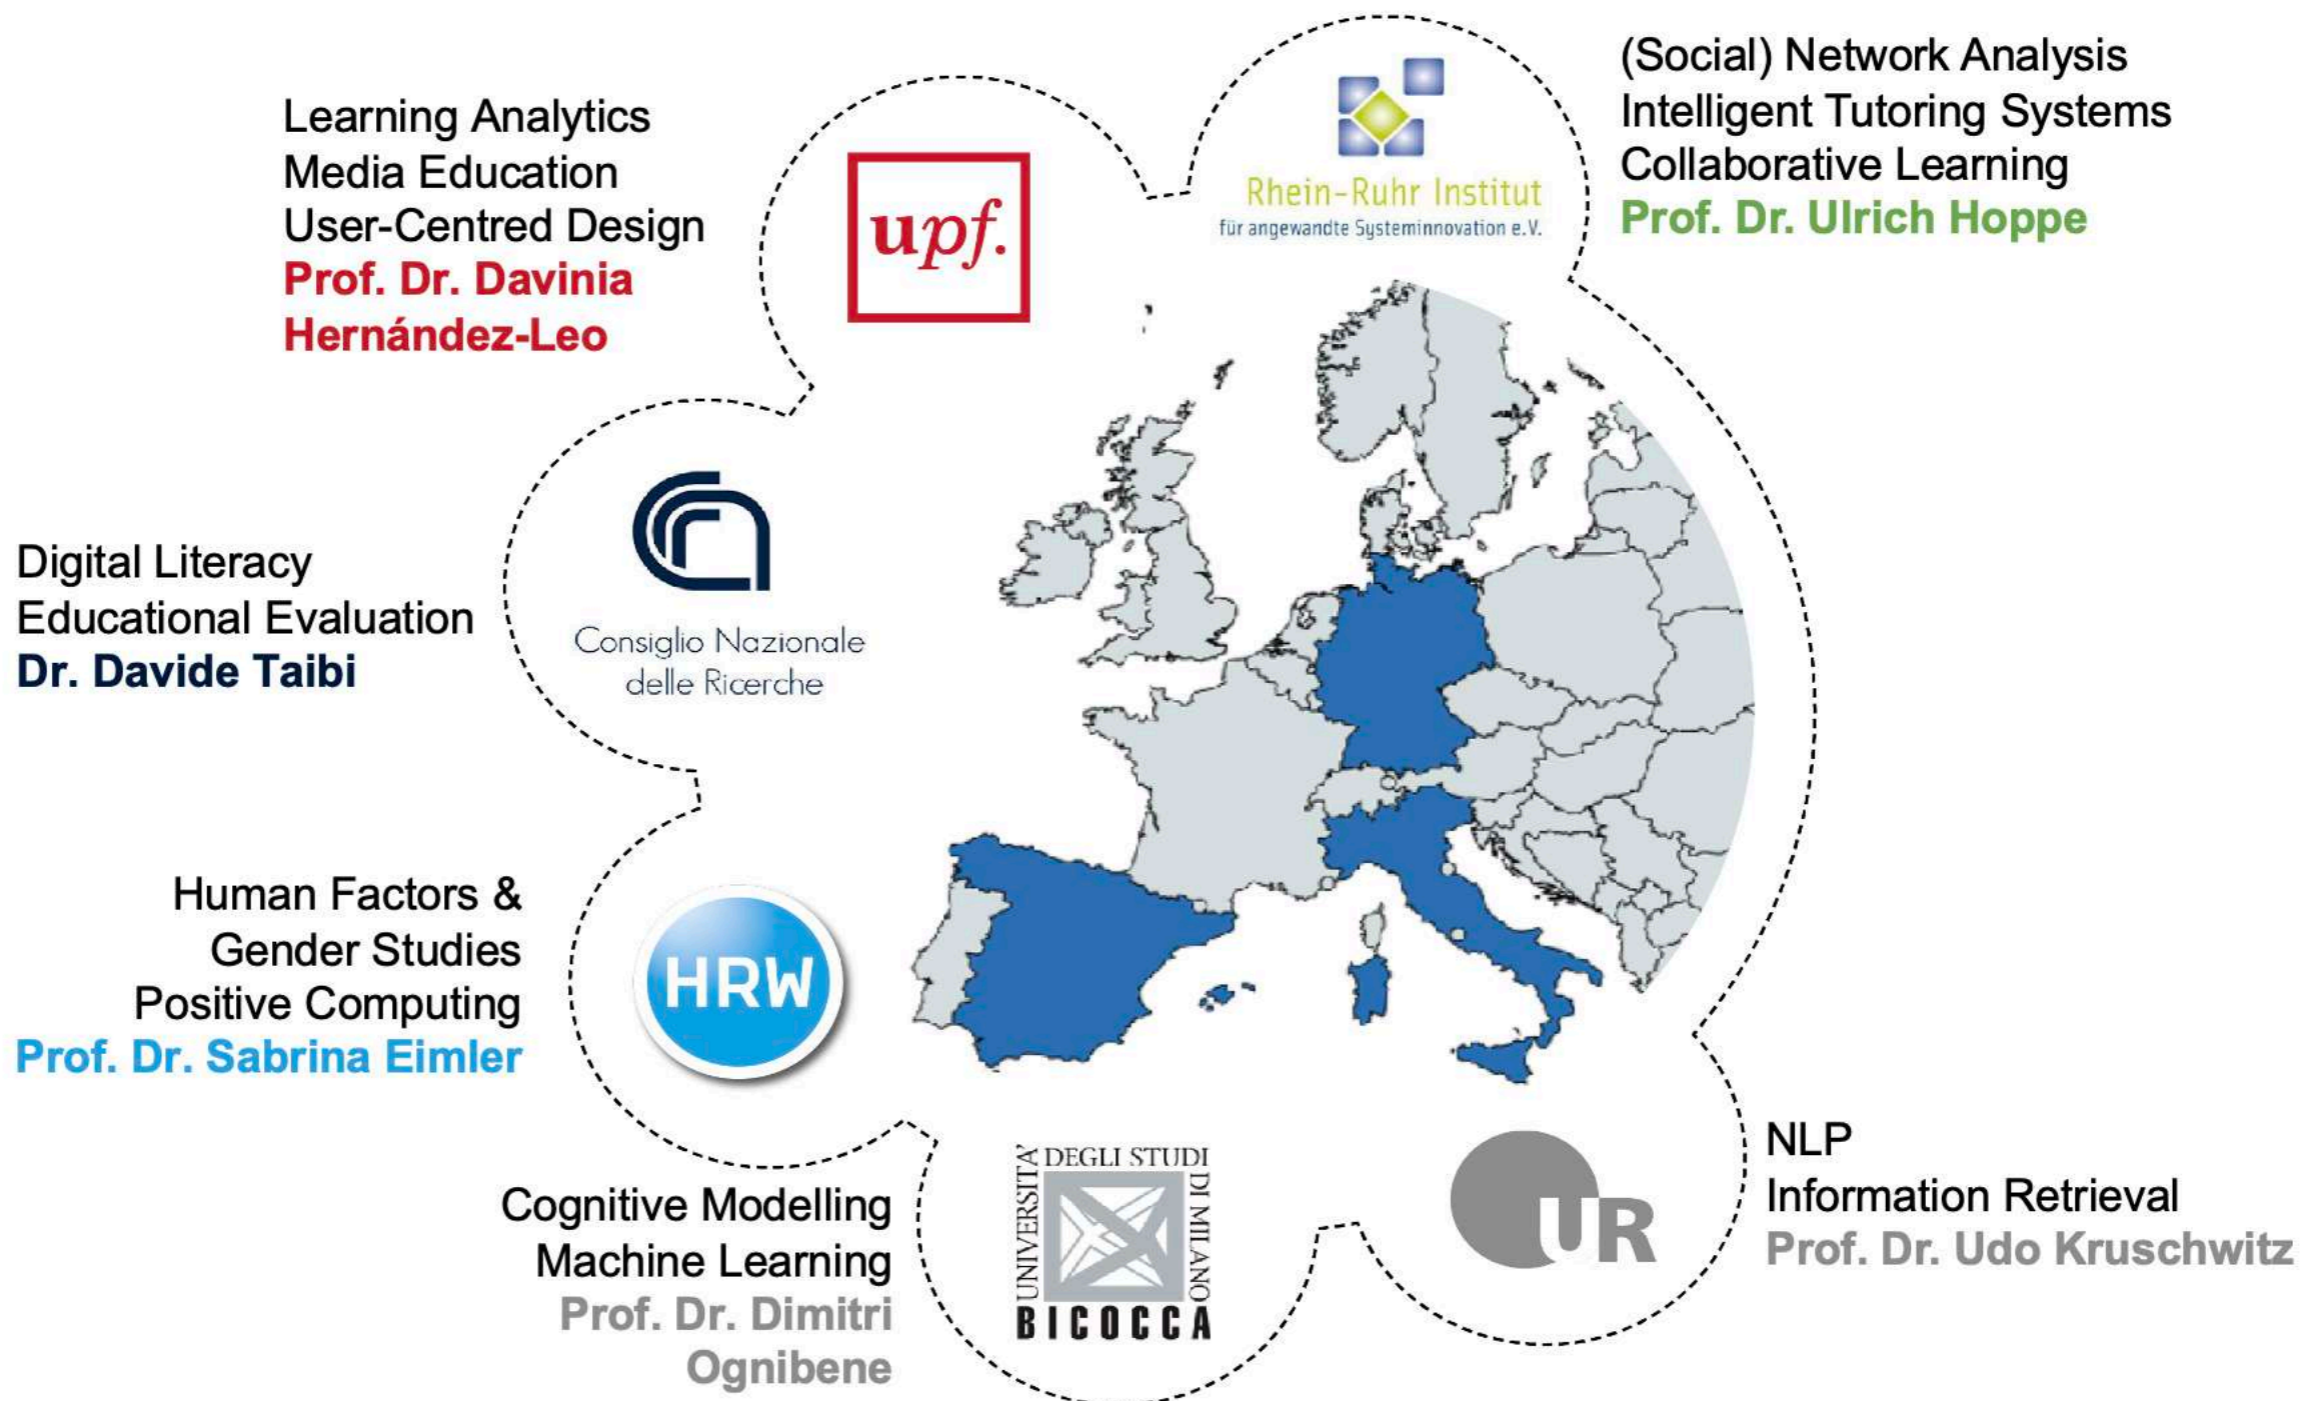 Learning Analytics
Media Education
User-Centred Design
Prof. Dr. Davinia
Hernández-Leo
upf.
Rhein-Ruhr Institut
für angewandte Systeminnovation e.V.
(Social) Network Analysis
Intelligent Tutoring Systems
Collaborative Learning
Prof. Dr. Ulrich Hoppe
Digital Literacy
Educational Evaluation
Dr. Davide Taibi
Consiglio Nazionale
delle Ricerche
Human Factors &
Gender Studies
Positive Computing
Prof. Dr. Sabrina Eimler
HRW
Cognitive Modelling
Machine Learning
Prof. Dr. Dimitri
Ognibene
UNIVERSITA'
DEGLI STUDI
DI MILANO
BICOCCA
UR
NLP
Information Retrieval
Prof. Dr. Udo Kruschwitz